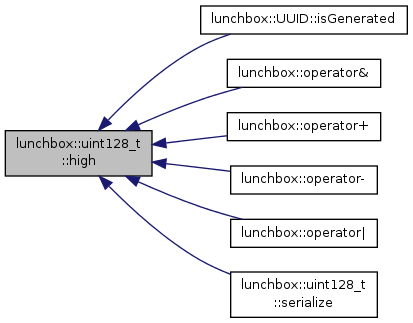 lunchbox::UUID::isGenerated
lunchbox::operator&
lunchbox::operator+
lunchbox::uint128_t
::high
lunchbox::operator-
lunchbox::operator|
lunchbox::uint128_t
::serialize